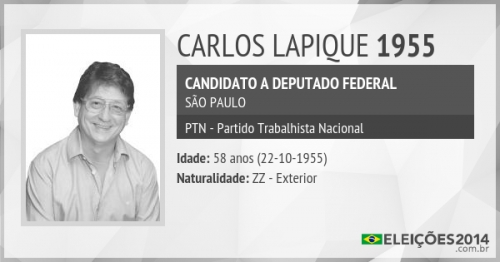 CARLOS LAPIQUE 1955
CANDIDATO A DEPUTADO FEDERAL
SÃO PAULO
PTN - Partido Trabalhista Nacional
Idade: 58 anos (22-10-1955)
Naturalidade: ZZ - Exterior
ELEIÇÕES2014
.com.br